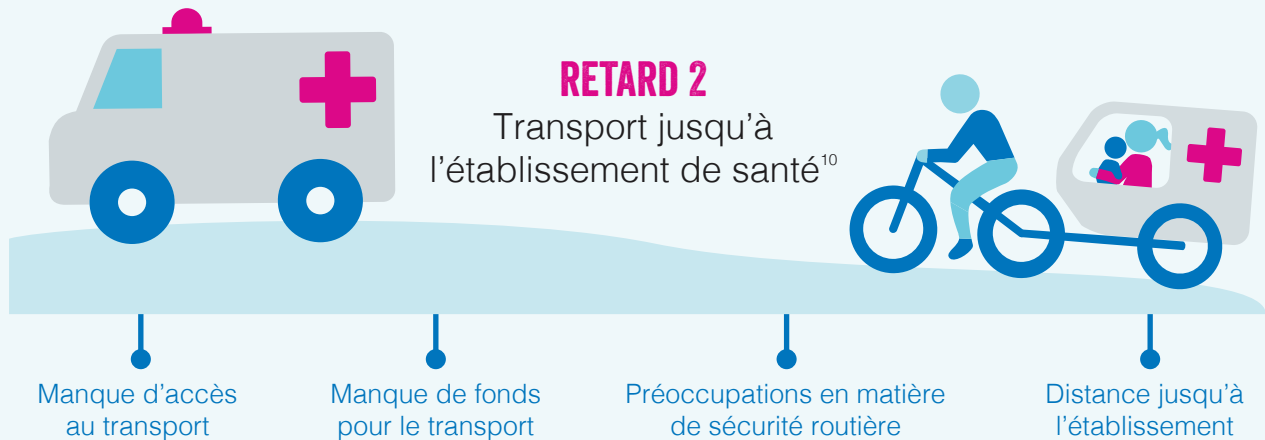 RETARD 2
Transport jusqu’à
l’établissement de santé¹⁰
Manque d’accès
au transport
Manque de fonds
pour le transport
Préoccupations en matière
de sécurité routière
Distance jusqu’à
l’établissement